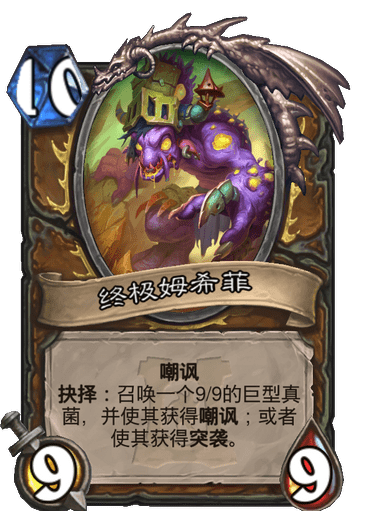 10
终极姆希菲
嘲讽
抉择：召唤一个9/9的巨型真
菌，并使其获得嘲讽；或者
使其获得突袭。
9
9